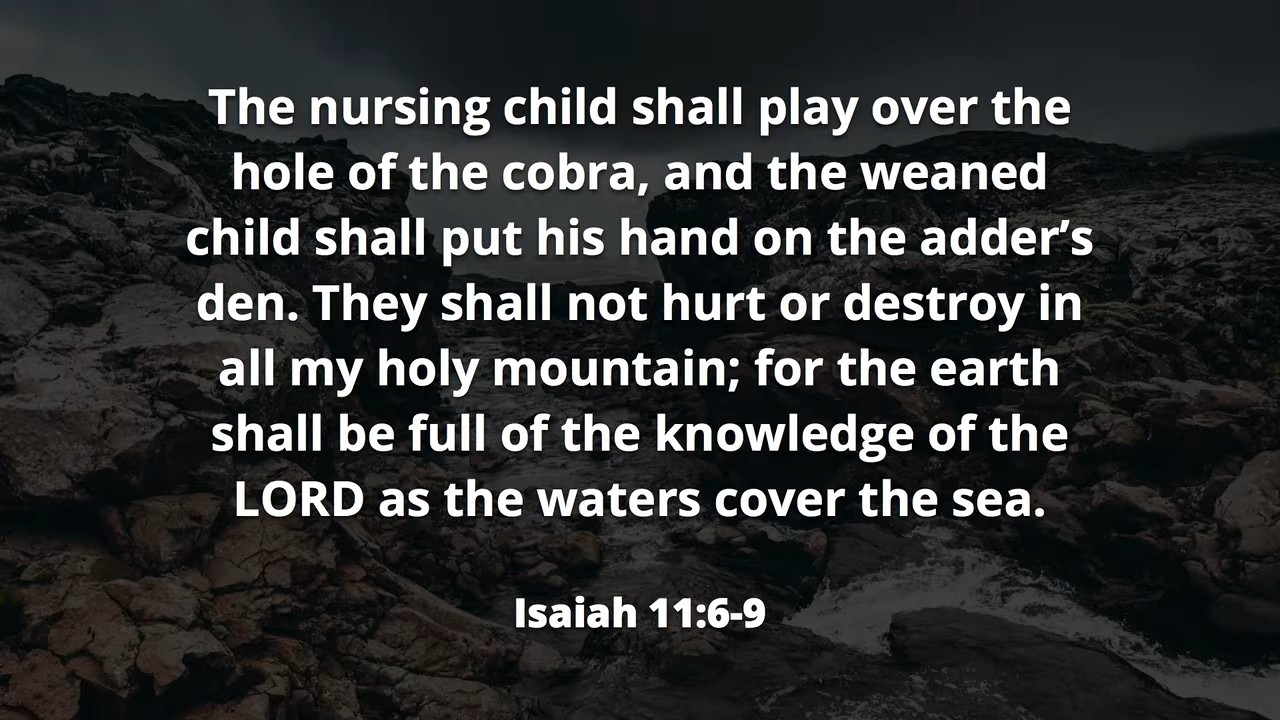 The nursing child shall play over the
hole of the cobra, and the weaned
child shall put his hand on the adder’s
den. They shall not hurt or destroy in
all my holy mountain; for the earth
shall be full of the knowledge of the
LORD as the waters cover the sea.
Isaiah 11:6-9